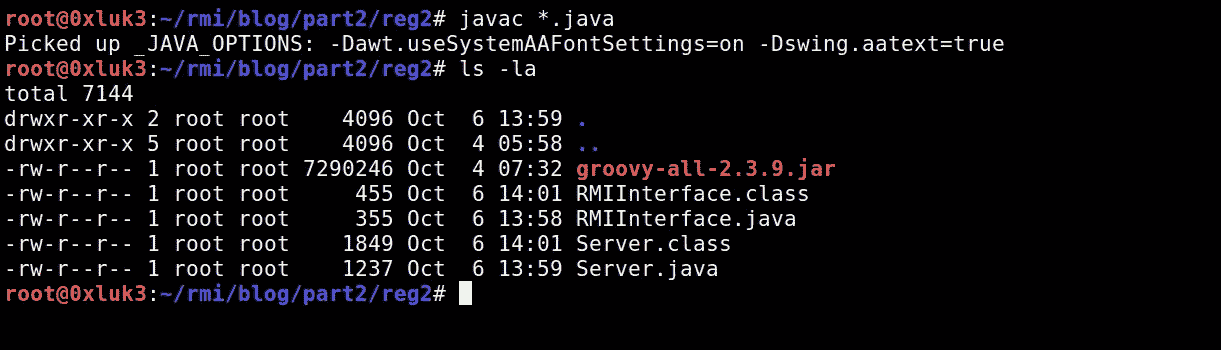 root@0xluk3:~/rmi/blog/part2/reg2# javac *.java
Picked up _JAVA_OPTIONS: -Dawt.useSystemAAFontSettings=on -Dswing.aatext=true
root@0xluk3:~/rmi/blog/part2/reg2# ls -la
total 7144
drwxr-xr-x 2 root root    4096 Oct  6 13:59 .
drwxr-xr-x 5 root root    4096 Oct  4 05:58 ..
-rw-r--r-- 1 root root 7290246 Oct  4 07:32 groovy-all-2.3.9.jar
-rw-r--r-- 1 root root     455 Oct  6 14:01 RMIInterface.class
-rw-r--r-- 1 root root     355 Oct  6 13:58 RMIInterface.java
-rw-r--r-- 1 root root    1849 Oct  6 14:01 Server.class
-rw-r--r-- 1 root root    1237 Oct  6 13:59 Server.java
root@0xluk3:~/rmi/blog/part2/reg2#